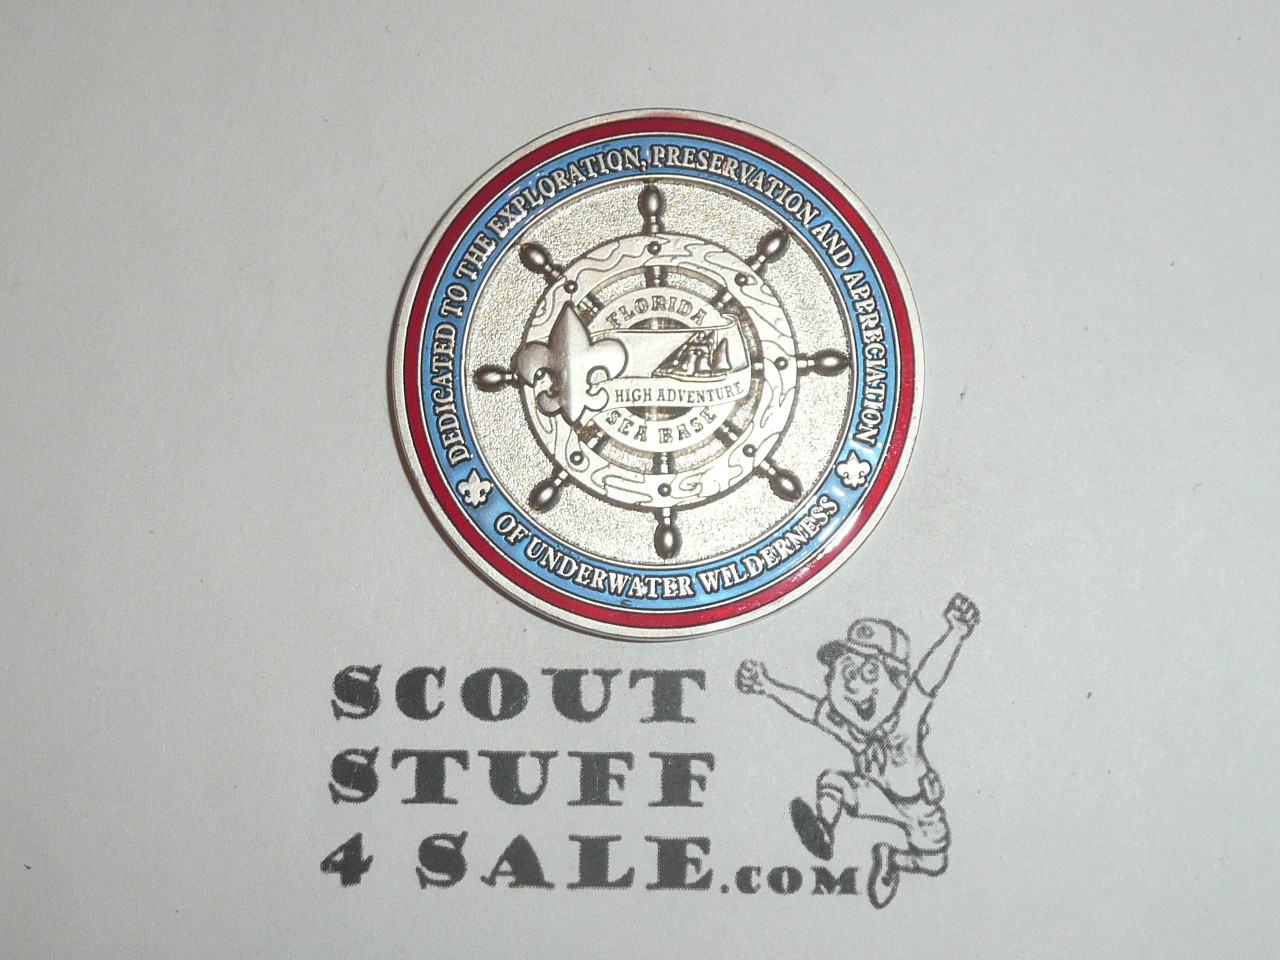 DEDICATED TO THE EXPLORATION, PRESERVATION AND APPRECIATION
OF UNDERWATER WILDERNESS
FLORIDA
HIGH ADVENTURE
SEA BASE
SCOUT
STUFF
4 SALE.COM